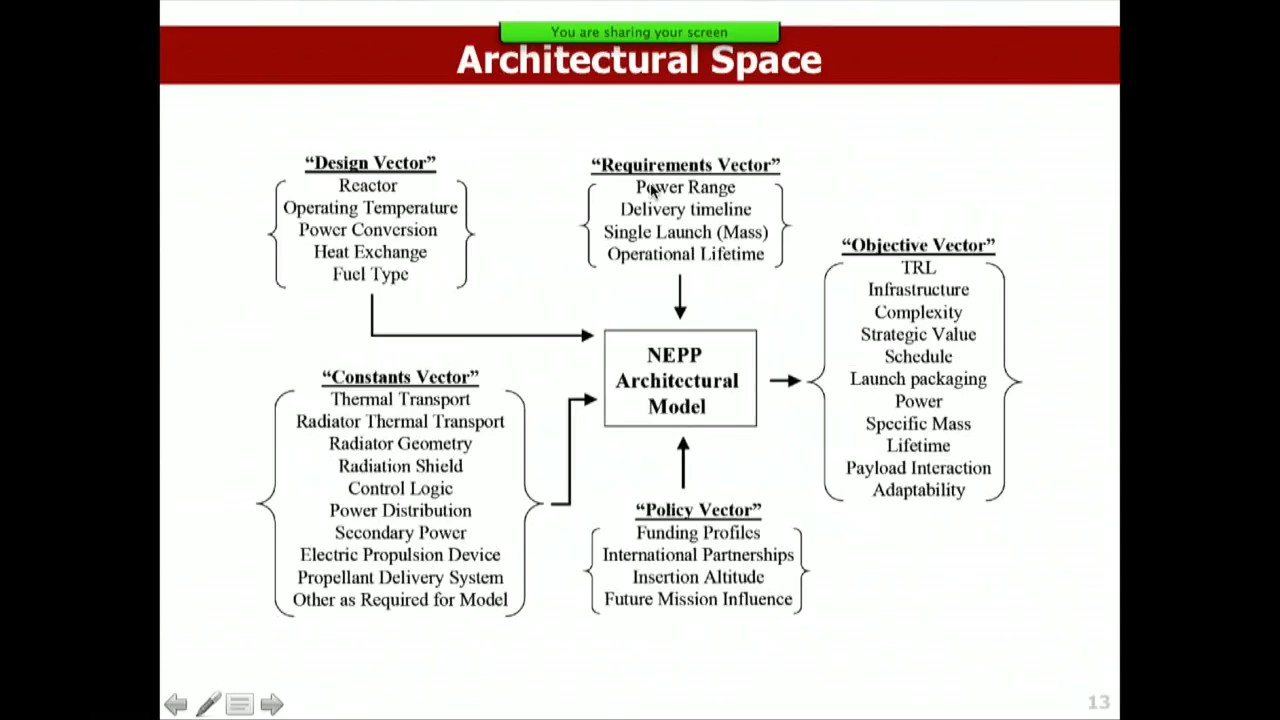 You are sharing your screen
Architectural Space
“Design Vector”
Reactor
Operating Temperature
Power Conversion
Heat Exchange
Fuel Type
“Requirements Vector”
Power Range
Delivery timeline
Single Launch (Mass)
Operational Lifetime
“Constants Vector”
Thermal Transport
Radiator Thermal Transport
Radiator Geometry
Radiation Shield
Control Logic
Power Distribution
Secondary Power
Electric Propulsion Device
Propellant Delivery System
Other as Required for Model
NEPP
Architectural
Model
“Policy Vector”
Funding Profiles
International Partnerships
Insertion Altitude
Future Mission Influence
“Objective Vector”
TRL
Infrastructure
Complexity
Strategic Value
Schedule
Launch packaging
Power
Specific Mass
Lifetime
Payload Interaction
Adaptability
13